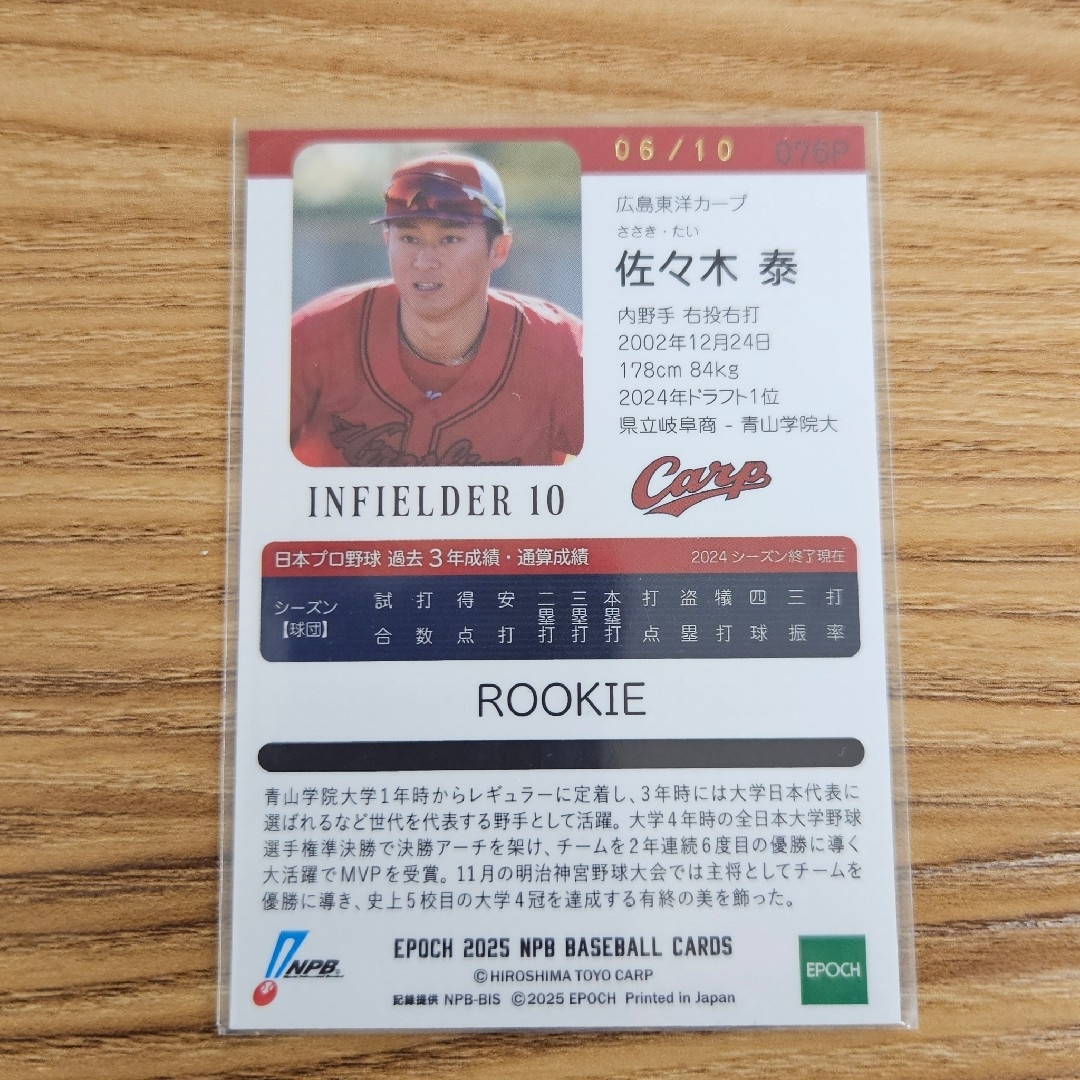 06/10 076P
広島東洋カープ
ささき・たい
佐々木 泰
内野手 右投右打
2002年12月24日
178cm 84kg
2024年ドラフト1位
県立岐阜商 - 青山学院大
Carp
INFIELDER 10
日本プロ野球 過去3年成績・通算成績 2024 シーズン終了現在
シーズン【球団】 試合 打数 得点 安打 二塁打 三塁打 本塁打 打点 盗塁 犠打 四球 三振 打率
ROOKIE
青山学院大学1年時からレギュラーに定着し、3年時には大学日本代表に
選ばれるなど世代を代表する野手として活躍。大学4年時の全日本大学野球
選手権準決勝で決勝アーチを架け、チームを2年連続6度目の優勝に導く
大活躍でMVPを受賞。11月の明治神宮野球大会では主将としてチームを
優勝に導き、史上5校目の大学4冠を達成する有終の美を飾った。
NPB
EPOCH 2025 NPB BASEBALL CARDS
©HIROSHIMA TOYO CARP
記録提供 NPB-BIS ©2025 EPOCH Printed in Japan
EPOCH